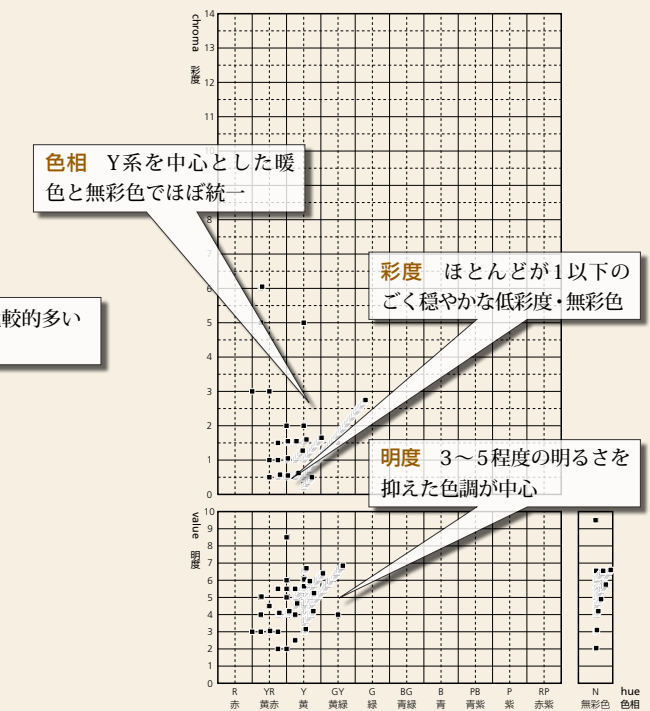 chroma 彩度
14
13
12
11
色相 Y系を中心とした暖
色と無彩色でほぼ統一
8
7
彩度 ほとんどが1以下の
ごく穏やかな低彩度・無彩色
6
較的多い
5
4
3
2
1
0
明度 3～5程度の明るさを
抑えた色調が中心
value 明度
10
9
8
7
6
5
4
3
2
1
0
R YR Y GY G BG B PB P RP N hue
赤 黄赤 黄 黄緑 緑 青緑 青 青紫 紫 赤紫 無彩色 色相